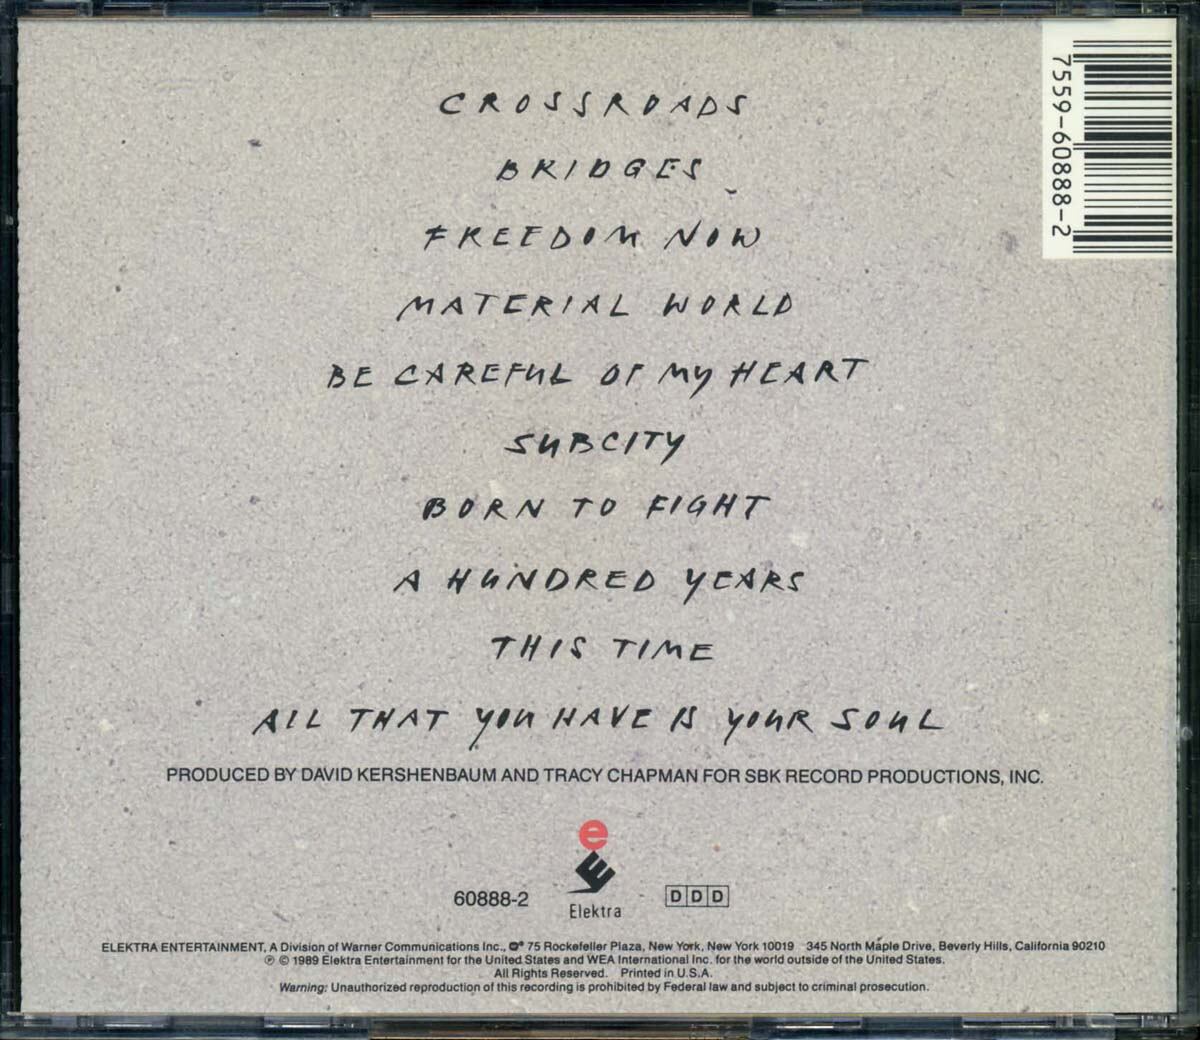 CROSSROADS
BRIDGES
FREEDOM NOW
MATERIAL WORLD
BE CAREFUL OF MY HEART
SUBCITY
BORN TO FIGHT
A HUNDRED YEARS
THIS TIME
ALL THAT YOU HAVE IS YOUR SOUL
PRODUCED BY DAVID KERSHENBAUM AND TRACY CHAPMAN FOR SBK RECORD PRODUCTIONS, INC.
e
E
60888-2 Elektra DDD
ELEKTRA ENTERTAINMENT, A Division of Warner Communications Inc., 75 Rockefeller Plaza, New York, New York 10019 345 North Maple Drive, Beverly Hills, California 90210
℗ © 1989 Elektra Entertainment for the United States and WEA International Inc. for the world outside of the United States.
All Rights Reserved. Printed in U.S.A.
Warning: Unauthorized reproduction of this recording is prohibited by Federal law and subject to criminal prosecution.
7559-60888-2